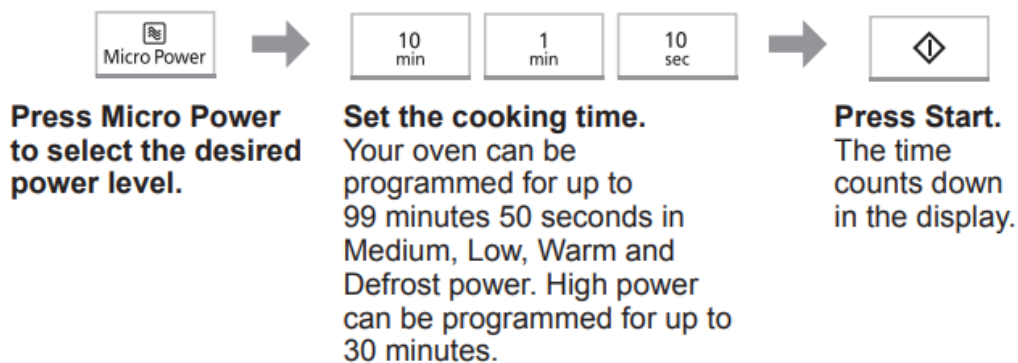 Micro Power
10
min
1
min
10
sec
Press Micro Power
to select the desired
power level.
Set the cooking time.
Your oven can be
programmed for up to
99 minutes 50 seconds in
Medium, Low, Warm and
Defrost power. High power
can be programmed for up to
30 minutes.
Press Start.
The time
counts down
in the display.